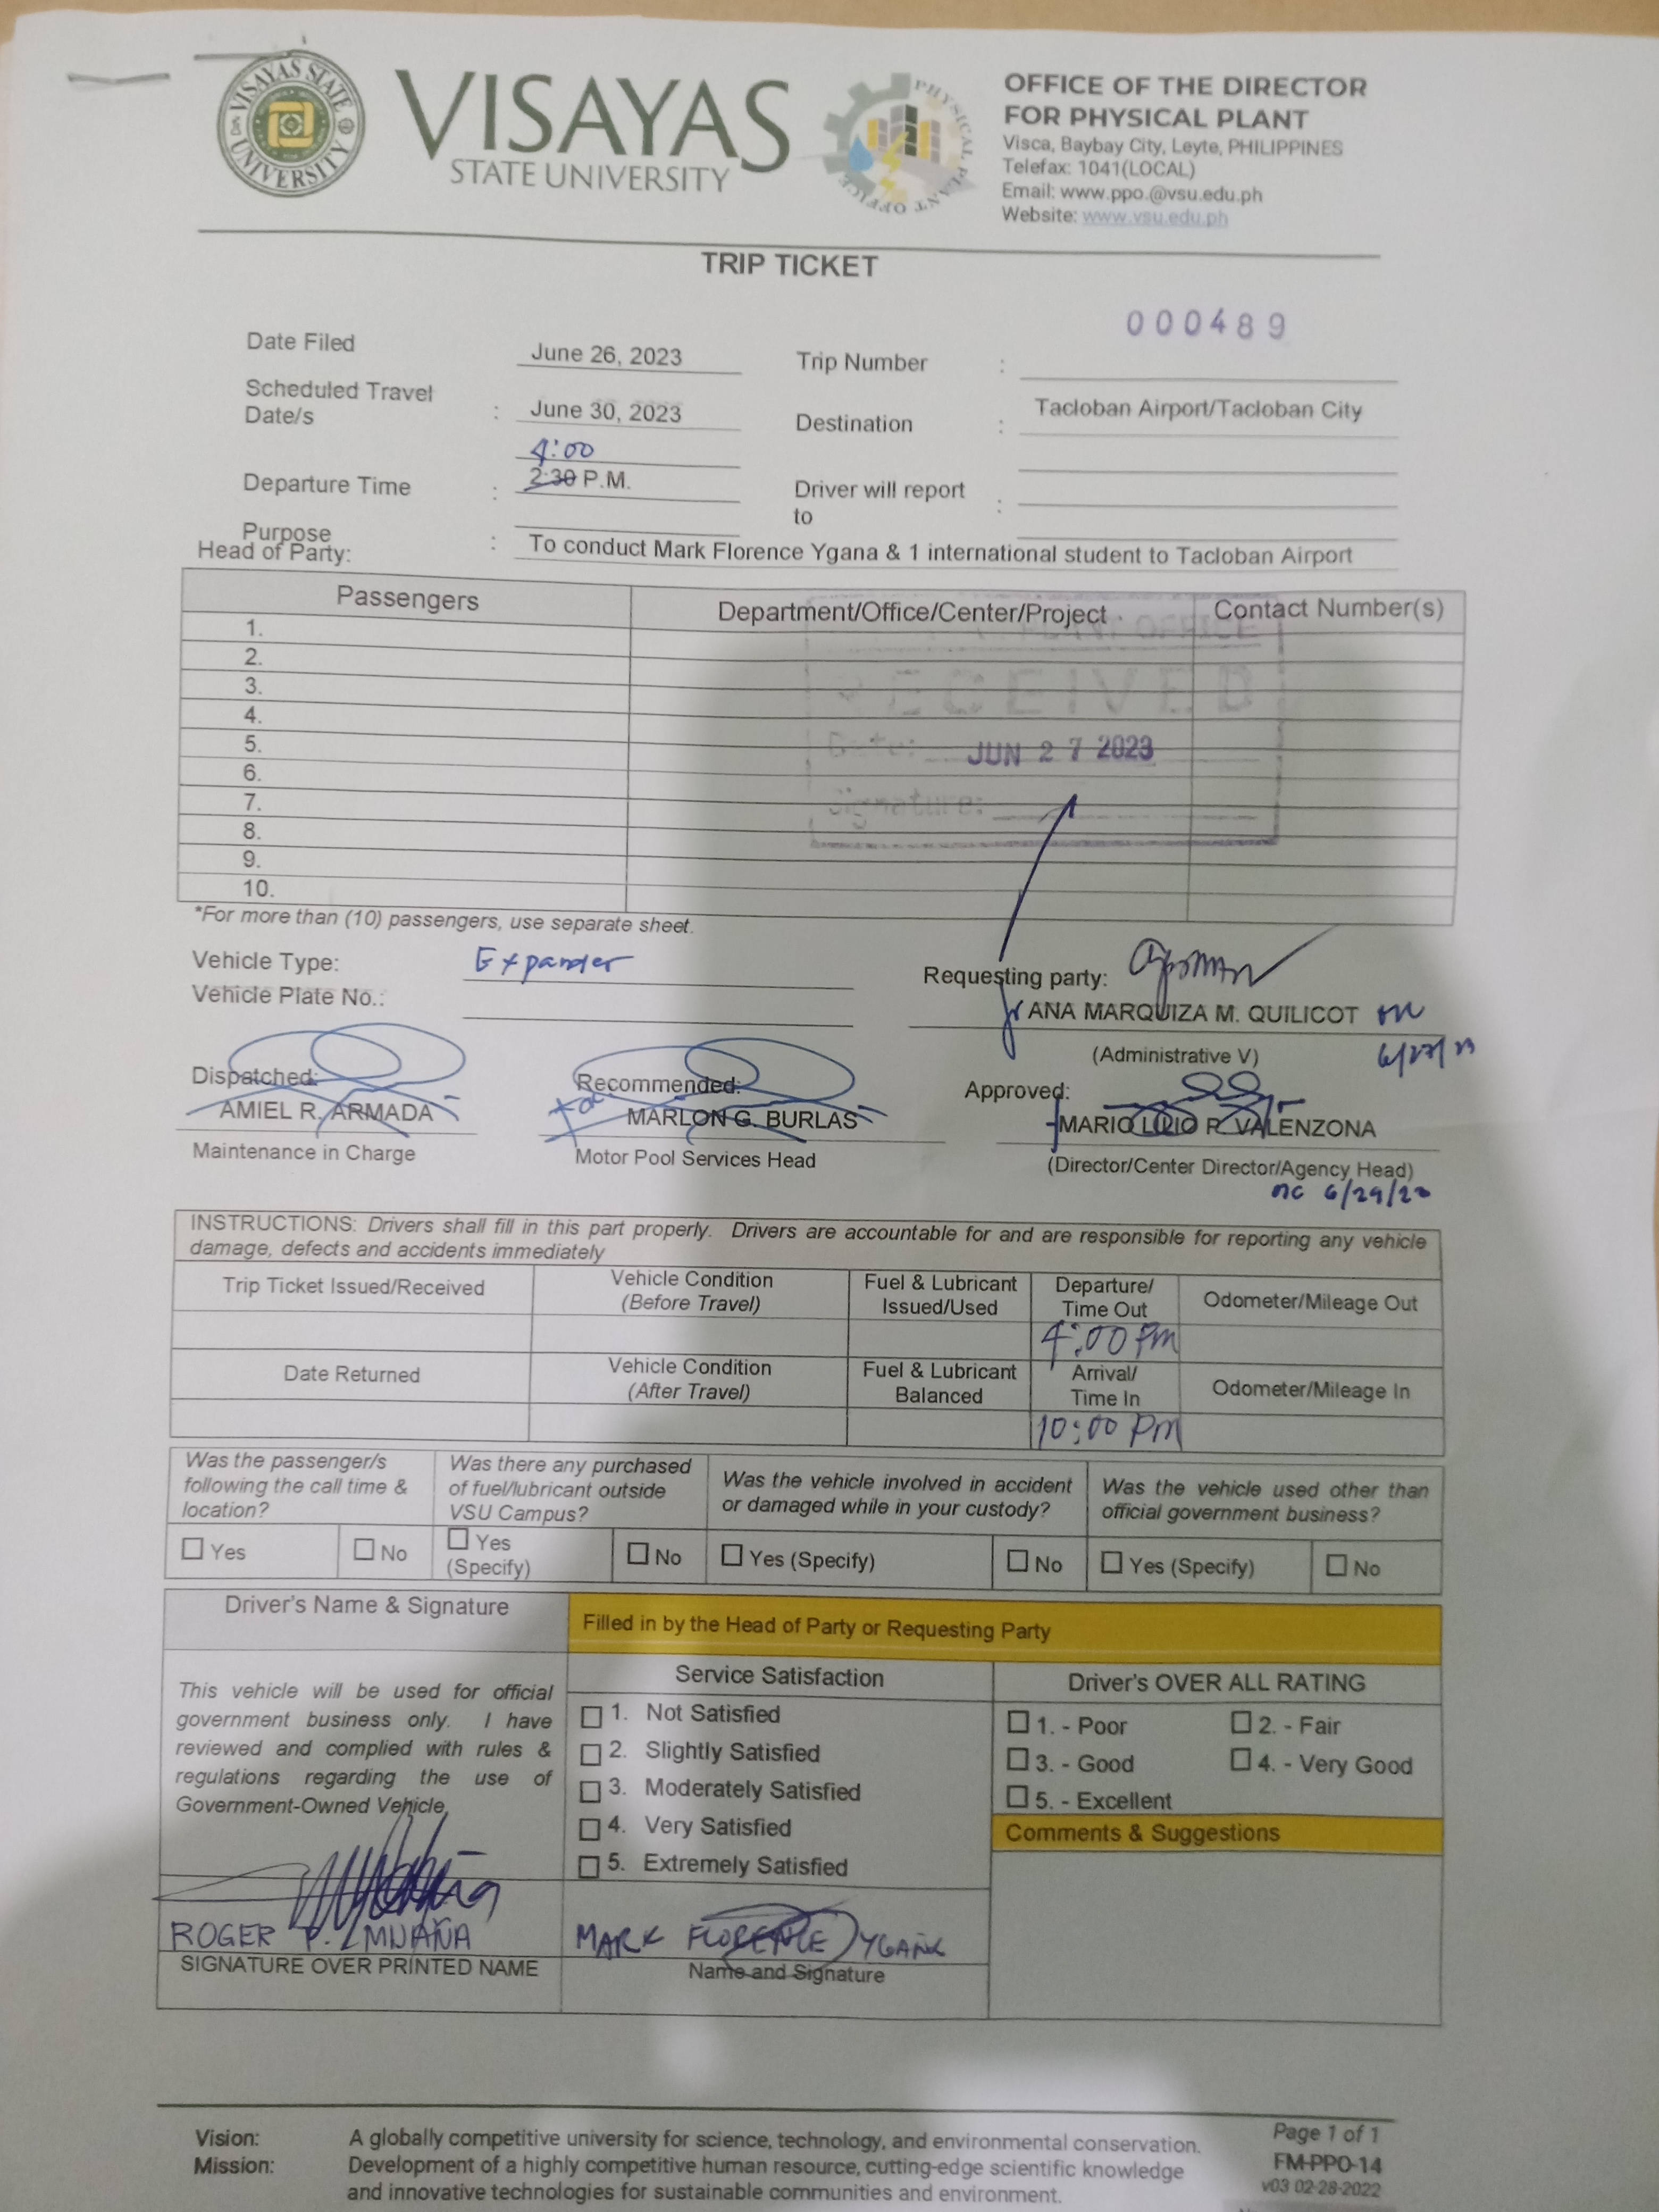 VISAYAS STATE UNIVERSITY
VISAYAS
STATE UNIVERSITY
PHYSICAL PLANT OFFICE
OFFICE OF THE DIRECTOR
FOR PHYSICAL PLANT
Visca, Baybay City, Leyte, PHILIPPINES
Telefax: 1041(LOCAL)
Email: www.ppo.@vsu.edu.ph
Website: www.vsu.edu.ph
TRIP TICKET
000489
Date Filed June 26, 2023 Trip Number :
Scheduled Travel
Date/s : June 30, 2023 Destination : Tacloban Airport/Tacloban City
4:00
Departure Time : 2:30 P.M. Driver will report
to :
Purpose
Head of Party: : To conduct Mark Florence Ygana & 1 international student to Tacloban Airport
Passengers Department/Office/Center/Project Contact Number(s)
1.
2.
3.
4.
5.
6.
7.
8.
9.
10.
PLANT OFFICE
RECEIVED
Date: JUN 27 2023
Signature:
*For more than (10) passengers, use separate sheet.
Vehicle Type: Expander
Vehicle Plate No.:
Requesting party:
ANA MARQUIZA M. QUILICOT
(Administrative V) 6/27/23
Dispatched: Recommended: Approved:
AMIEL R. ARMADA MARLON G. BURLAS MARIO LILIO P. VALENZONA
Maintenance in Charge Motor Pool Services Head (Director/Center Director/Agency Head)
6/29/23
INSTRUCTIONS: Drivers shall fill in this part properly. Drivers are accountable for and are responsible for reporting any vehicle
damage, defects and accidents immediately
Trip Ticket Issued/Received Vehicle Condition (Before Travel) Fuel & Lubricant Issued/Used Departure/ Time Out Odometer/Mileage Out
4:00 PM
Date Returned Vehicle Condition (After Travel) Fuel & Lubricant Balanced Arrival/ Time In Odometer/Mileage In
10:00 PM
Was the passenger/s following the call time & location? Was there any purchased of fuel/lubricant outside VSU Campus? Was the vehicle involved in accident or damaged while in your custody? Was the vehicle used other than official government business?
Yes No Yes (Specify) No Yes (Specify) No Yes (Specify) No
Driver's Name & Signature Filled in by the Head of Party or Requesting Party
This vehicle will be used for official
government business only. I have
reviewed and complied with rules &
regulations regarding the use of
Government-Owned Vehicle.
Service Satisfaction
1. Not Satisfied
2. Slightly Satisfied
3. Moderately Satisfied
4. Very Satisfied
5. Extremely Satisfied
Driver's OVER ALL RATING
1. - Poor 2. - Fair
3. - Good 4. - Very Good
5. - Excellent
Comments & Suggestions
ROGER P.
SIGNATURE OVER PRINTED NAME
MARK FLORENCE YGANA
Name and Signature
Vision: A globally competitive university for science, technology, and environmental conservation.
Mission: Development of a highly competitive human resource, cutting-edge scientific knowledge
and innovative technologies for sustainable communities and environment.
Page 1 of 1
FM-PPO-14
v03 02-28-2022